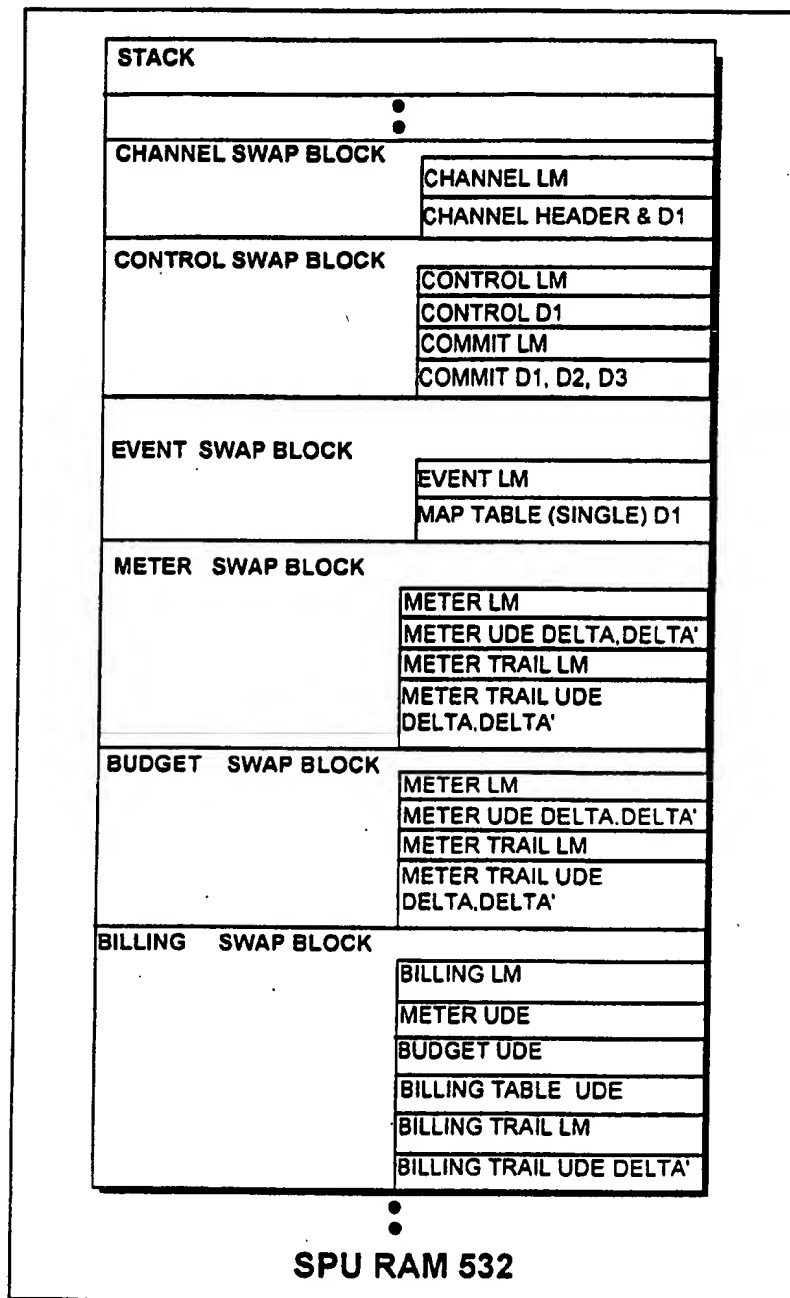 STACK
CHANNEL SWAP BLOCK
CHANNEL LM
CHANNEL HEADER & D1
CONTROL SWAP BLOCK
CONTROL LM
CONTROL D1
COMMIT LM
COMMIT D1, D2, D3
EVENT SWAP BLOCK
EVENT LM
MAP TABLE (SINGLE) D1
METER SWAP BLOCK
METER LM
METER UDE DELTA,DELTA'
METER TRAIL LM
METER TRAIL UDE
DELTA,DELTA'
BUDGET SWAP BLOCK
METER LM
METER UDE DELTA,DELTA'
METER TRAIL LM
METER TRAIL UDE
DELTA,DELTA'
BILLING SWAP BLOCK
BILLING LM
METER UDE
BUDGET UDE
BILLING TABLE UDE
BILLING TRAIL LM
BILLING TRAIL UDE DELTA'
SPU RAM 532